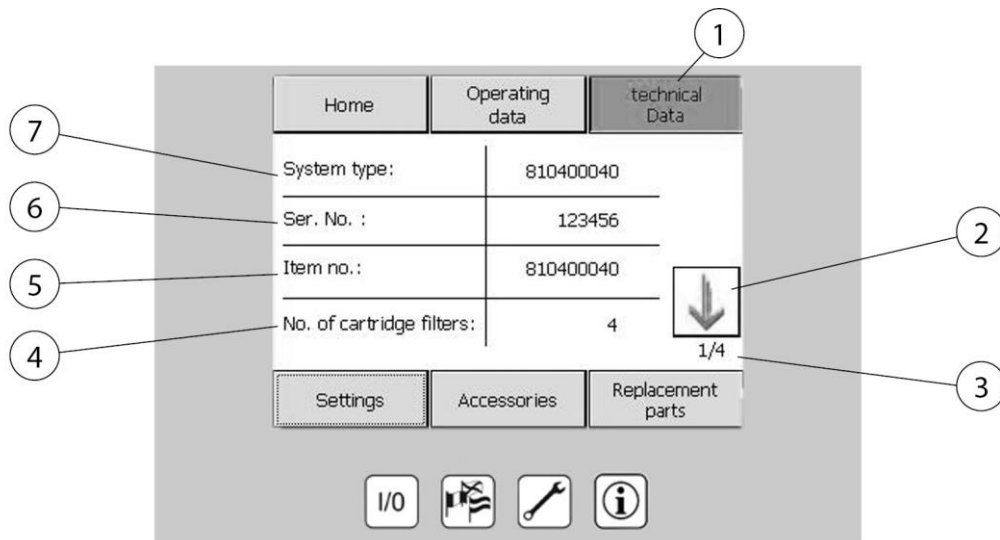 1
Home
Operating
data
technical
Data
7
System type:
810400040
6
Ser. No. :
123456
2
5
Item no.:
810400040
4
No. of cartridge filters:
4
1/4
3
Settings
Accessories
Replacement
parts
I/0
i